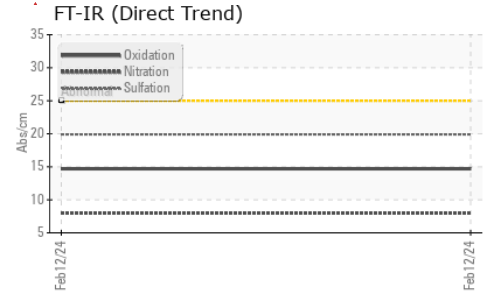 FT-IR (Direct Trend)
35
30
25
20
15
10
5
Abs/cm
Oxidation
Nitration
Sulfation
Abnormal
Feb12/24
Feb12/24